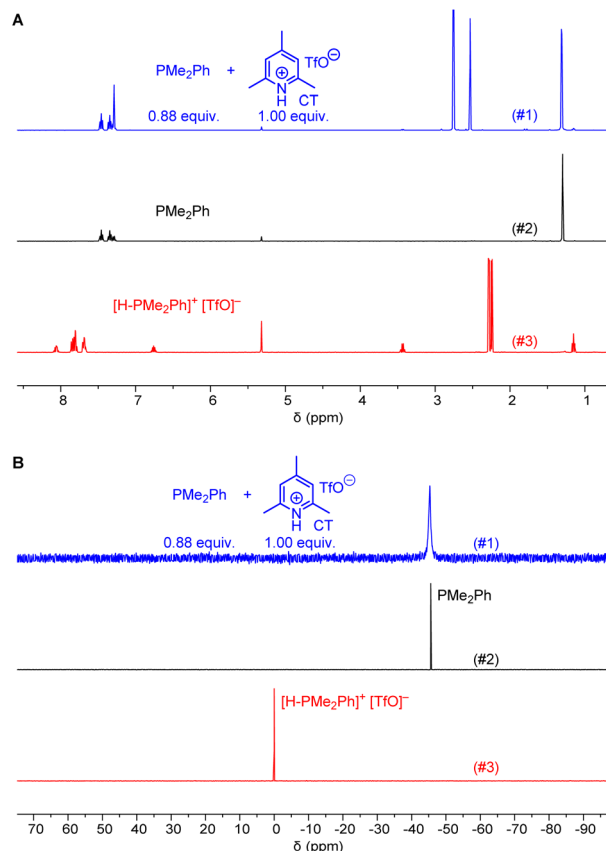 A
PMe₂Ph + TfO⊖
⊕
N
H CT
0.88 equiv. 1.00 equiv.
(#1)
PMe₂Ph
(#2)
[H-PMe₂Ph]⁺ [TfO]⁻
(#3)
8 7 6 5 4 3 2 1
δ (ppm)
B
PMe₂Ph + TfO⊖
⊕
N
H CT
0.88 equiv. 1.00 equiv.
(#1)
PMe₂Ph
(#2)
[H-PMe₂Ph]⁺ [TfO]⁻
(#3)
70 60 50 40 30 20 10 0 -10 -20 -30 -40 -50 -60 -70 -80 -90
δ (ppm)